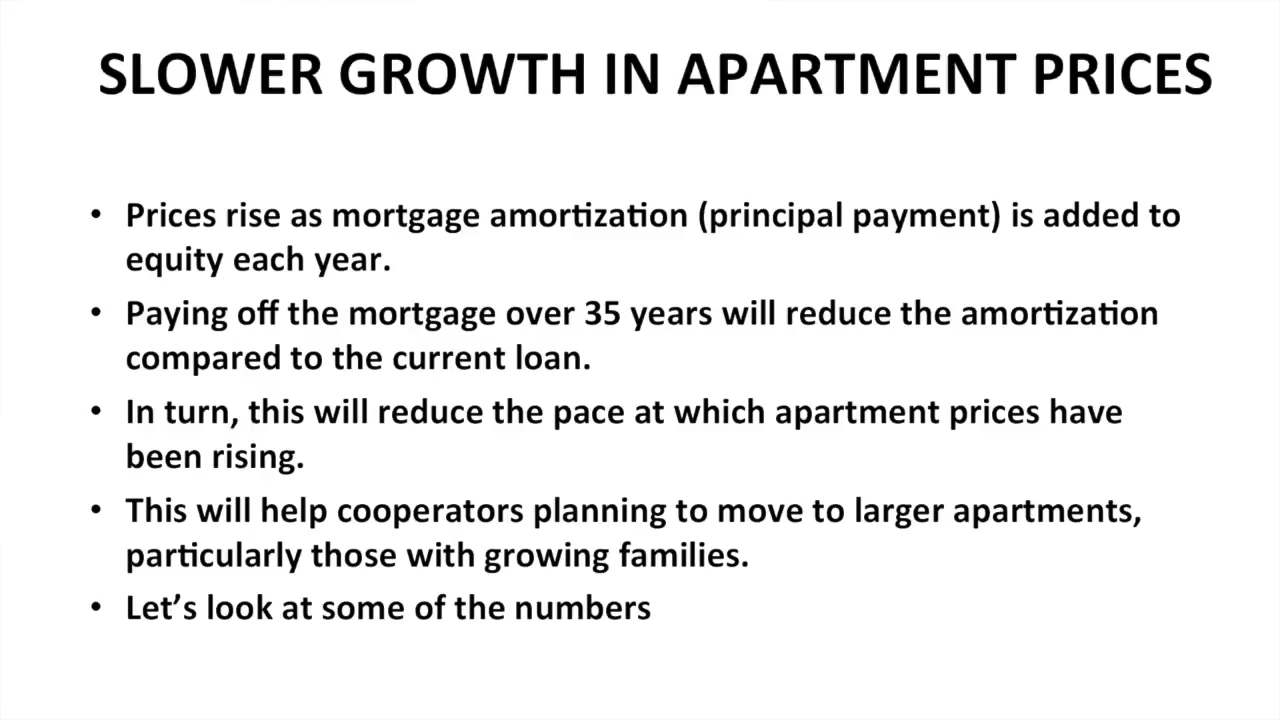 SLOWER GROWTH IN APARTMENT PRICES
• Prices rise as mortgage amortization (principal payment) is added to
equity each year.
• Paying off the mortgage over 35 years will reduce the amortization
compared to the current loan.
• In turn, this will reduce the pace at which apartment prices have
been rising.
• This will help cooperators planning to move to larger apartments,
particularly those with growing families.
• Let’s look at some of the numbers